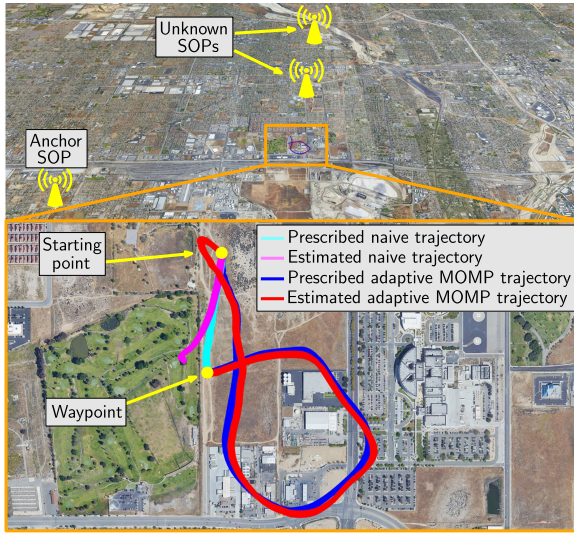 Unknown
SOPs
Anchor
SOP
Starting
point
Prescribed naive trajectory
Estimated naive trajectory
Prescribed adaptive MOMP trajectory
Estimated adaptive MOMP trajectory
Waypoint